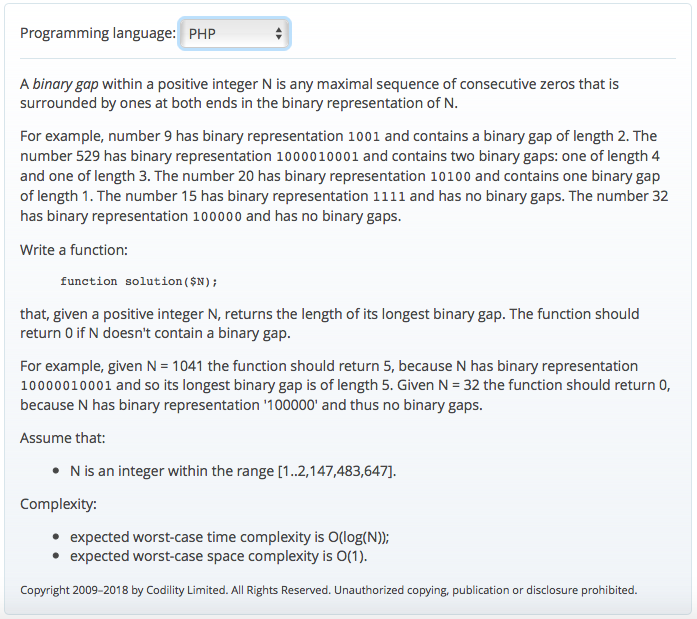 Programming language: PHP
A binary gap within a positive integer N is any maximal sequence of consecutive zeros that is
surrounded by ones at both ends in the binary representation of N.
For example, number 9 has binary representation 1001 and contains a binary gap of length 2. The
number 529 has binary representation 1000010001 and contains two binary gaps: one of length 4
and one of length 3. The number 20 has binary representation 10100 and contains one binary gap
of length 1. The number 15 has binary representation 1111 and has no binary gaps. The number 32
has binary representation 100000 and has no binary gaps.
Write a function:
function solution($N);
that, given a positive integer N, returns the length of its longest binary gap. The function should
return 0 if N doesn't contain a binary gap.
For example, given N = 1041 the function should return 5, because N has binary representation
10000010001 and so its longest binary gap is of length 5. Given N = 32 the function should return 0,
because N has binary representation '100000' and thus no binary gaps.
Assume that:
• N is an integer within the range [1..2,147,483,647].
Complexity:
• expected worst-case time complexity is O(log(N));
• expected worst-case space complexity is O(1).
Copyright 2009–2018 by Codility Limited. All Rights Reserved. Unauthorized copying, publication or disclosure prohibited.